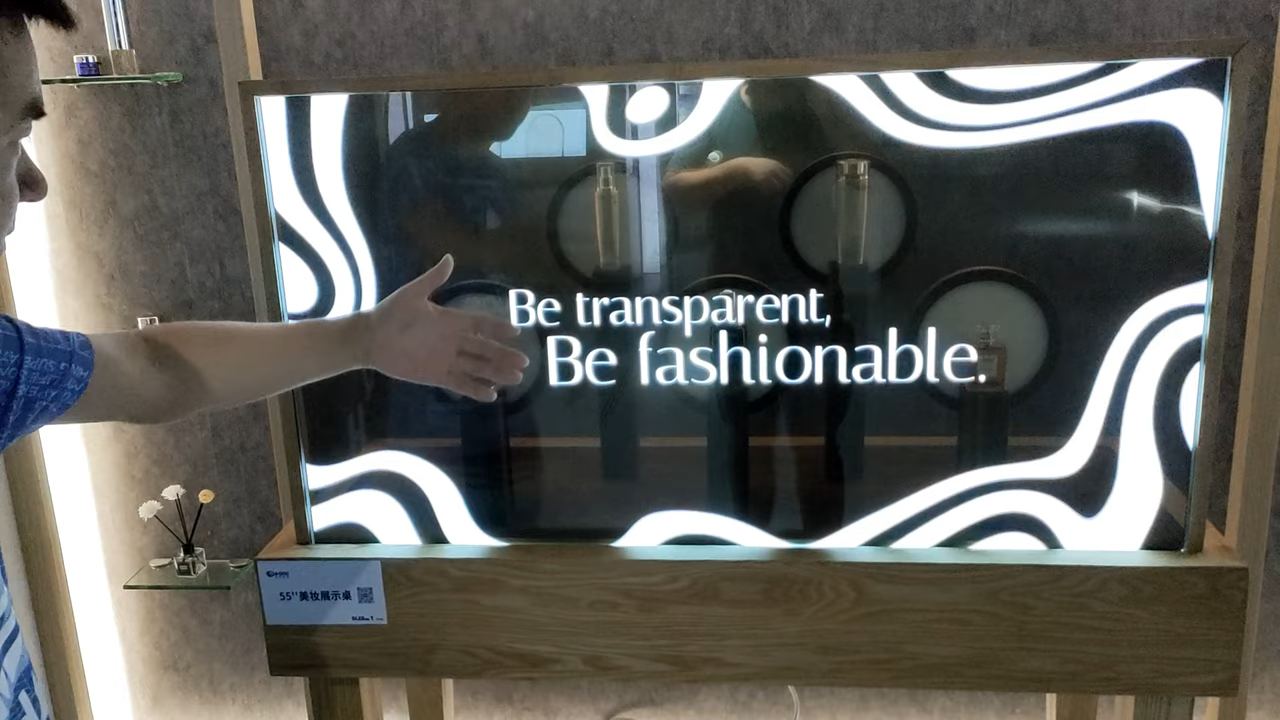 Be transparent,
Be fashionable.
55''美妆展示桌